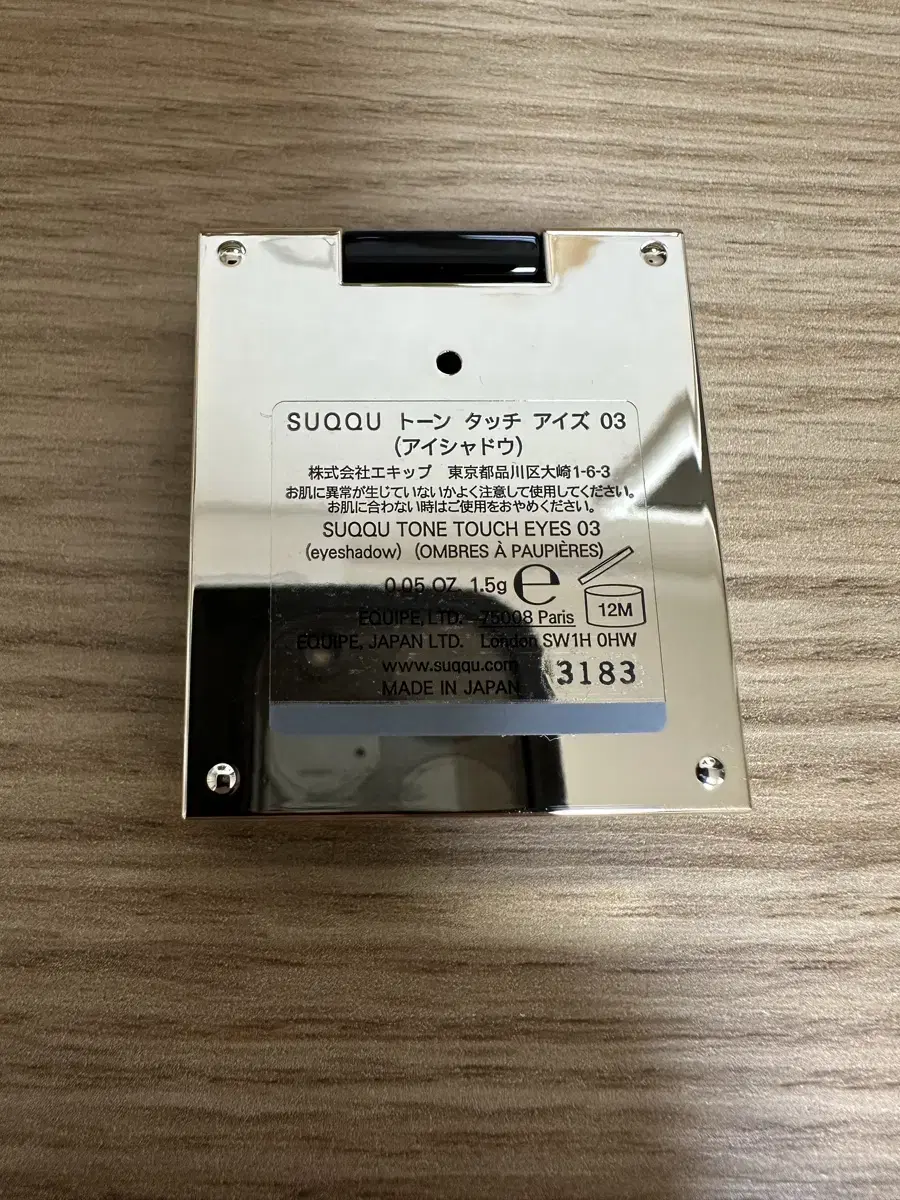 SUQQU トーン タッチ アイズ 03
(アイシャドウ)
株式会社エキップ 東京都品川区大崎1-6-3
お肌に異常が生じていないかよく注意して使用してください。
お肌に合わない時はご使用をおやめください。
SUQQU TONE TOUCH EYES 03
(eyeshadow) (OMBRES À PAUPIÈRES)
0.05 OZ. 1.5g e
12M
EQUIPE, LTD. 75008 Paris
EQUIPE, JAPAN LTD. London SW1H 0HW
www.suqqu.com
3183
MADE IN JAPAN